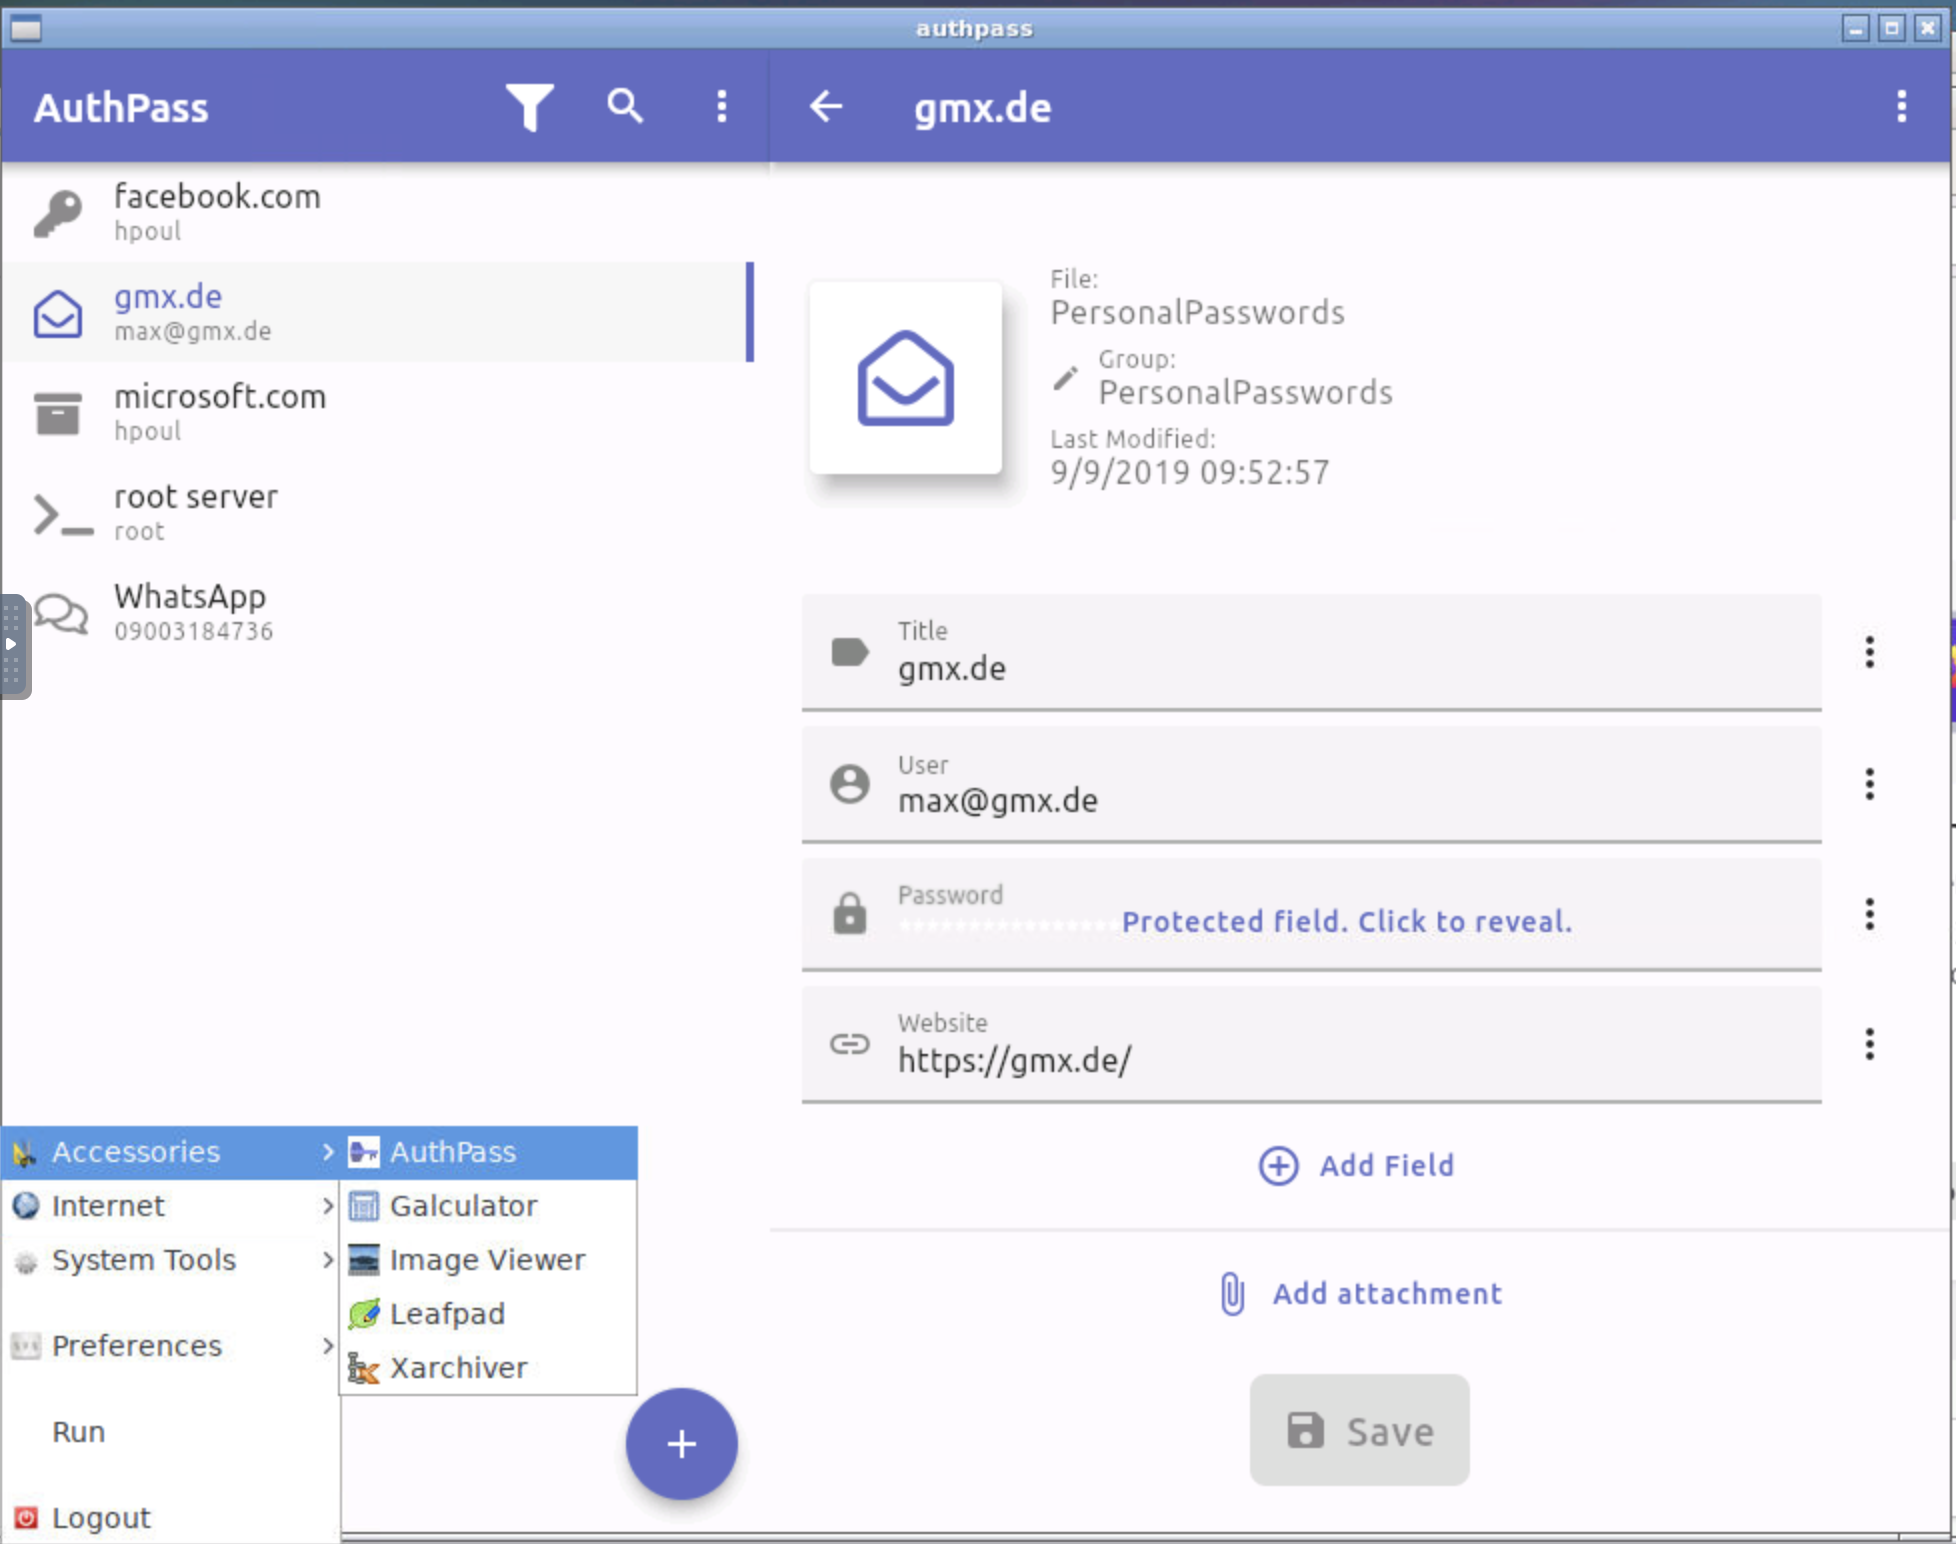 authpass
AuthPass
gmx.de
facebook.com
hpoul
gmx.de
max@gmx.de
microsoft.com
hpoul
root server
root
WhatsApp
09003184736
File:
PersonalPasswords
Group:
PersonalPasswords
Last Modified:
9/9/2019 09:52:57
Title
gmx.de
User
max@gmx.de
Password
****************Protected field. Click to reveal.
Website
https://gmx.de/
Add Field
Add attachment
Save
Accessories
Internet
System Tools
Preferences
Run
Logout
AuthPass
Galculator
Image Viewer
Leafpad
Xarchiver